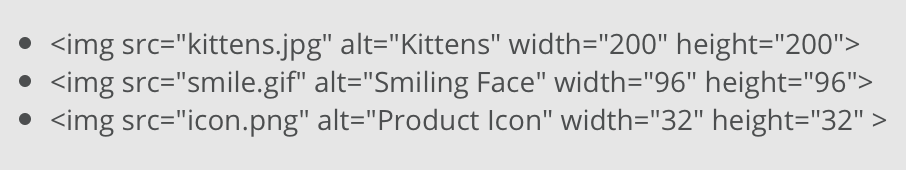 • <img src="kittens.jpg" alt="Kittens" width="200" height="200">
• <img src="smile.gif" alt="Smiling Face" width="96" height="96">
• <img src="icon.png" alt="Product Icon" width="32" height="32" >